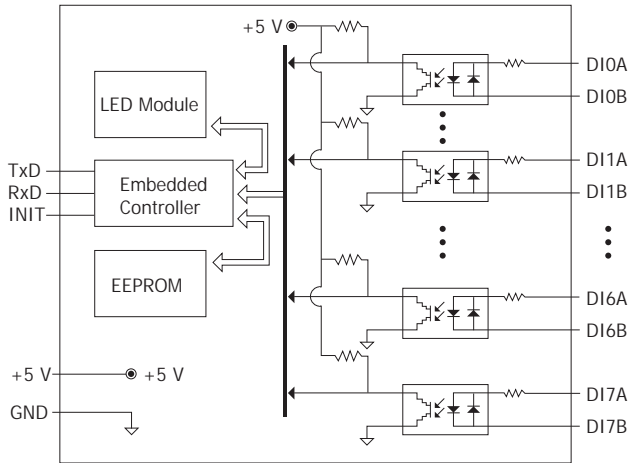 +5 V
DI0A
DI0B
LED Module
DI1A
DI1B
TxD
RxD
INIT
Embedded
Controller
EEPROM
DI6A
DI6B
+5 V
+5 V
GND
DI7A
DI7B